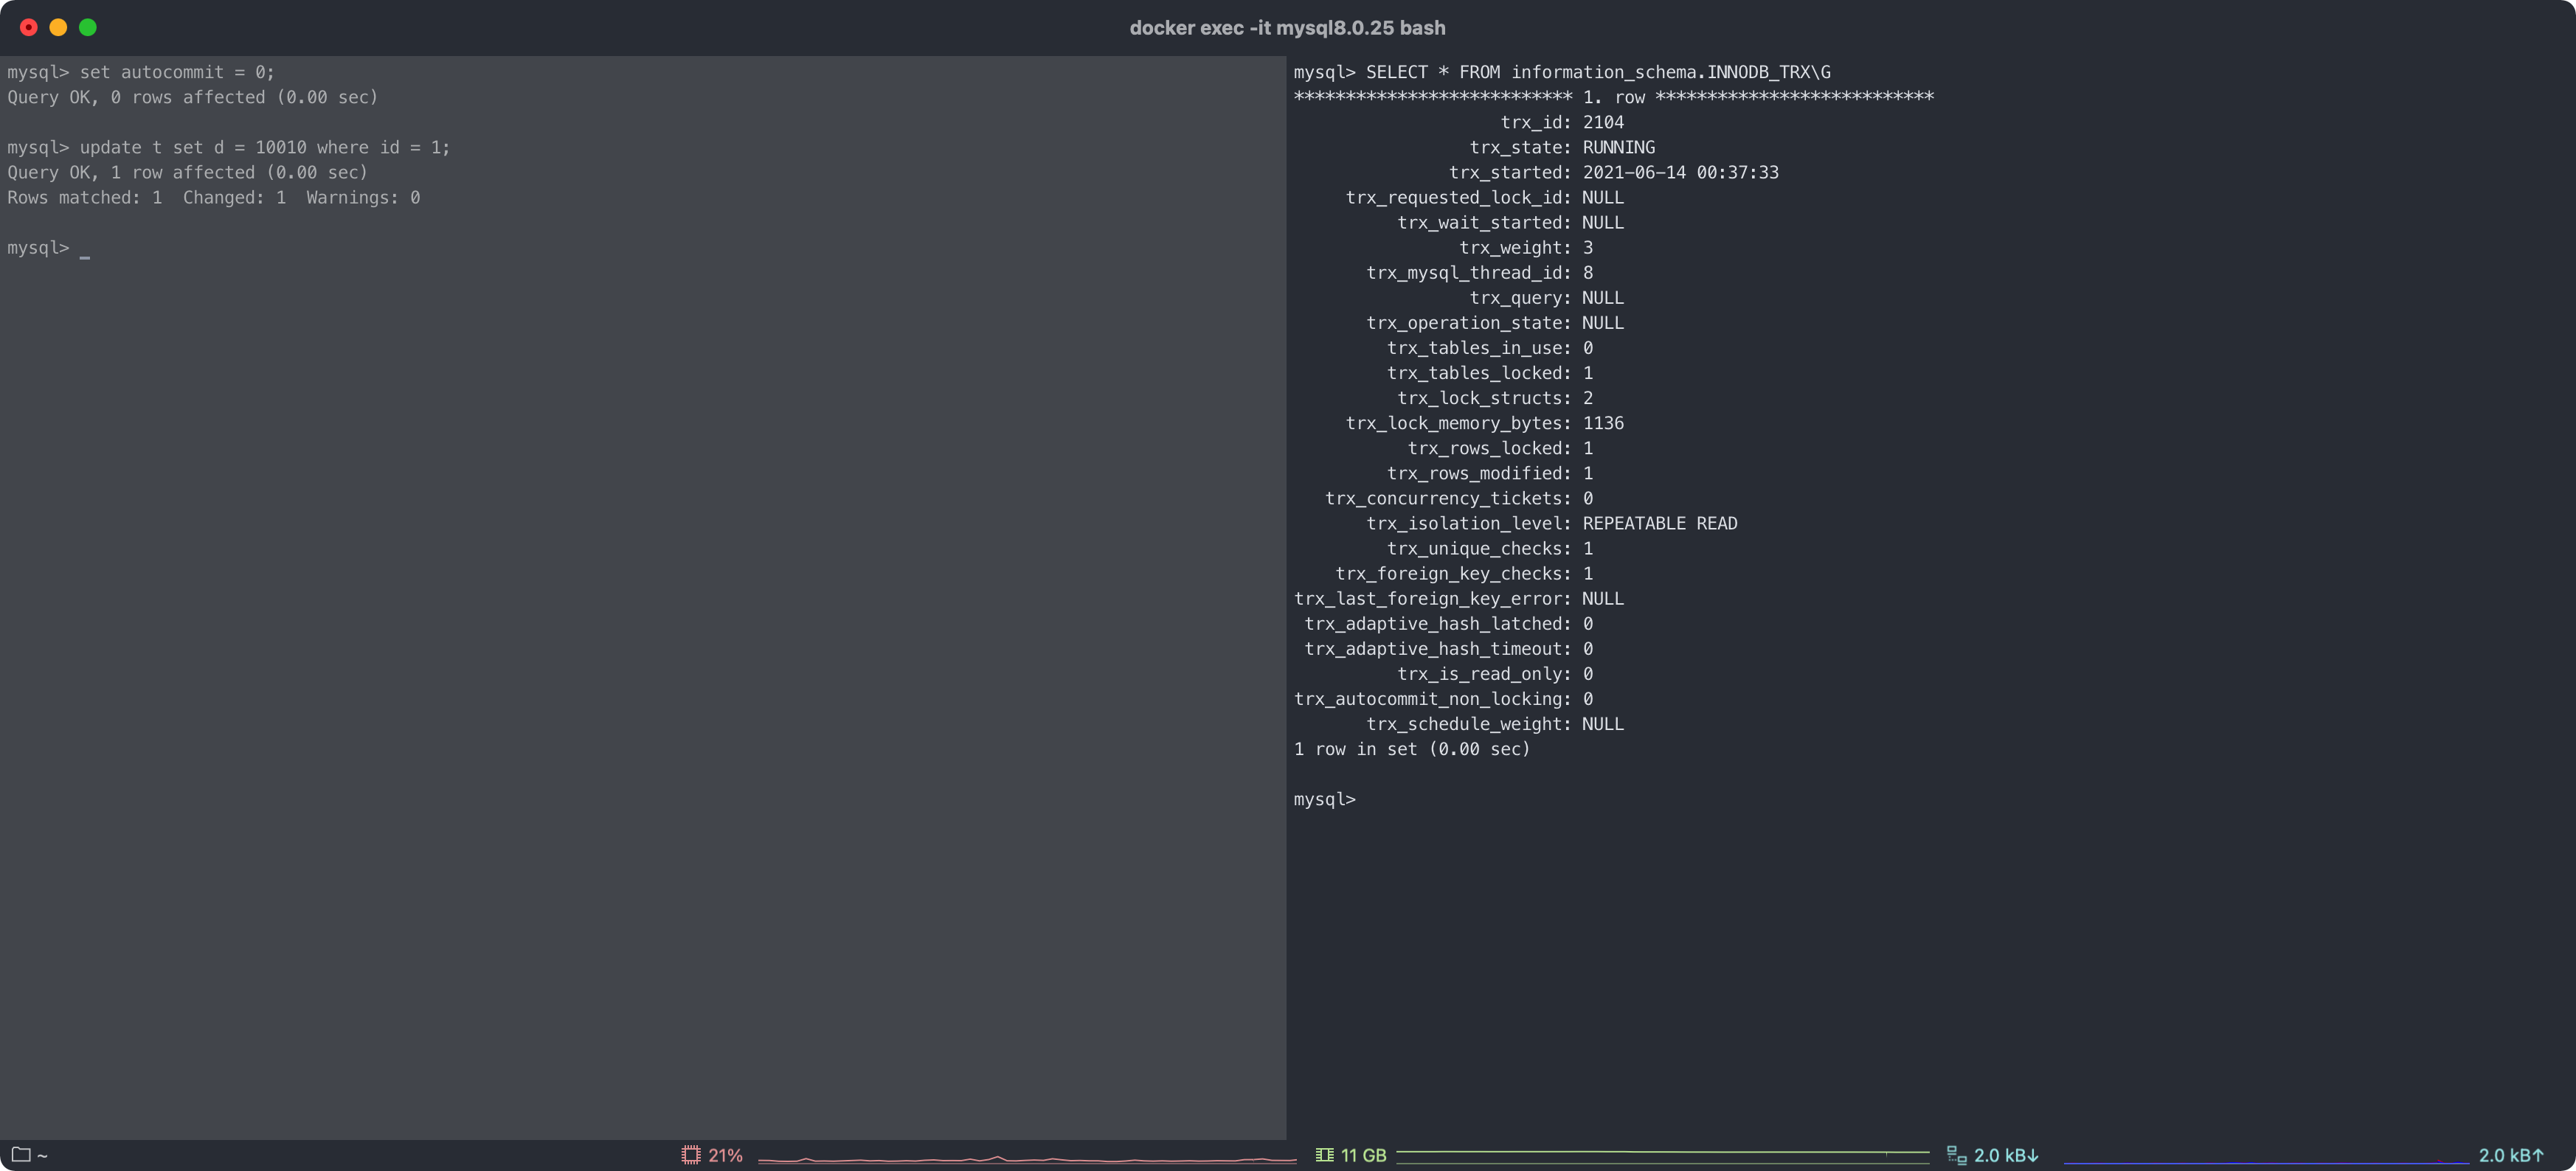 docker exec -it mysql8.0.25 bash
mysql> set autocommit = 0;
Query OK, 0 rows affected (0.00 sec)
mysql> update t set d = 10010 where id = 1;
Query OK, 1 row affected (0.00 sec)
Rows matched: 1  Changed: 1  Warnings: 0
mysql> _
mysql> SELECT * FROM information_schema.INNODB_TRX\G
*************************** 1. row ***************************
trx_id: 2104
trx_state: RUNNING
trx_started: 2021-06-14 00:37:33
trx_requested_lock_id: NULL
trx_wait_started: NULL
trx_weight: 3
trx_mysql_thread_id: 8
trx_query: NULL
trx_operation_state: NULL
trx_tables_in_use: 0
trx_tables_locked: 1
trx_lock_structs: 2
trx_lock_memory_bytes: 1136
trx_rows_locked: 1
trx_rows_modified: 1
trx_concurrency_tickets: 0
trx_isolation_level: REPEATABLE READ
trx_unique_checks: 1
trx_foreign_key_checks: 1
trx_last_foreign_key_error: NULL
trx_adaptive_hash_latched: 0
trx_adaptive_hash_timeout: 0
trx_is_read_only: 0
trx_autocommit_non_locking: 0
trx_schedule_weight: NULL
1 row in set (0.00 sec)
mysql>
~
21%
11 GB
2.0 kB↓
2.0 kB↑